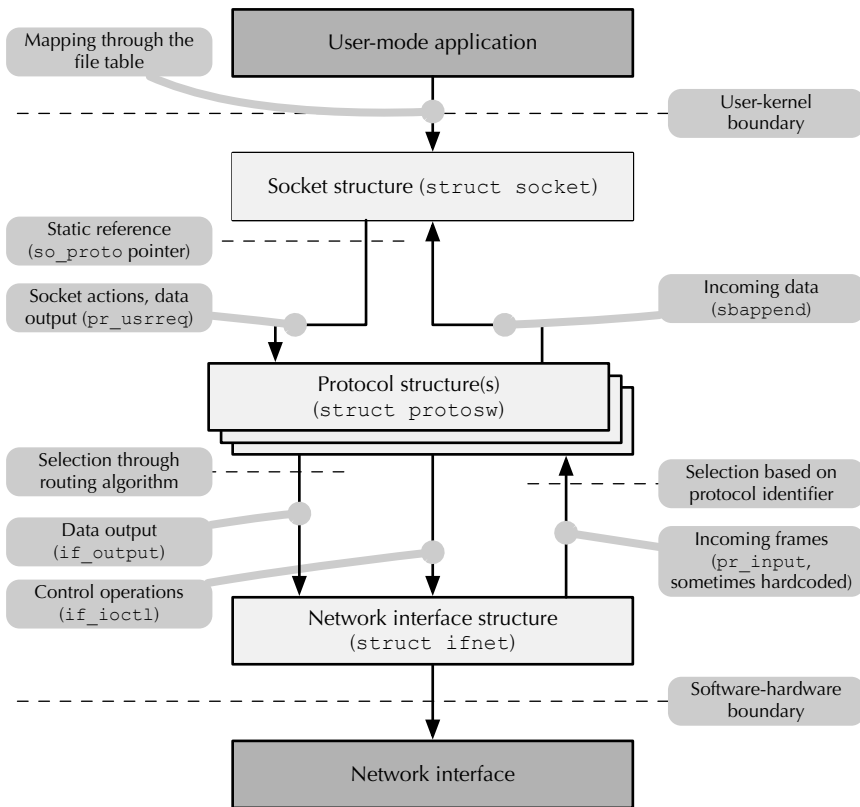 Mapping through the
file table
User-mode application
User-kernel
boundary
Socket structure (struct socket)
Static reference
(so_proto pointer)
Socket actions, data
output (pr_usrreq)
Incoming data
(sbappend)
Protocol structure(s)
(struct protosw)
Selection through
routing algorithm
Selection based on
protocol identifier
Data output
(if_output)
Incoming frames
(pr_input,
sometimes hardcoded)
Control operations
(if_ioctl)
Network interface structure
(struct ifnet)
Software-hardware
boundary
Network interface